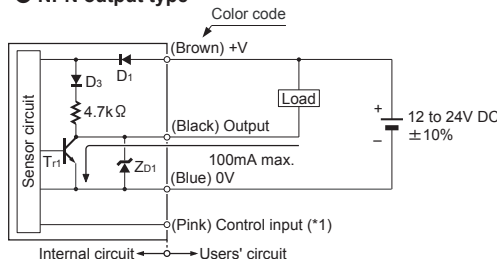 NPN output type
Color code
(Brown) +V
D3
D1
4.7kΩ
Load
Sensor circuit
+
12 to 24V DC
−
±10%
(Black) Output
Tr1
ZD1
100mA max.
(Blue) 0V
(Pink) Control input (*1)
Internal circuit
Users' circuit